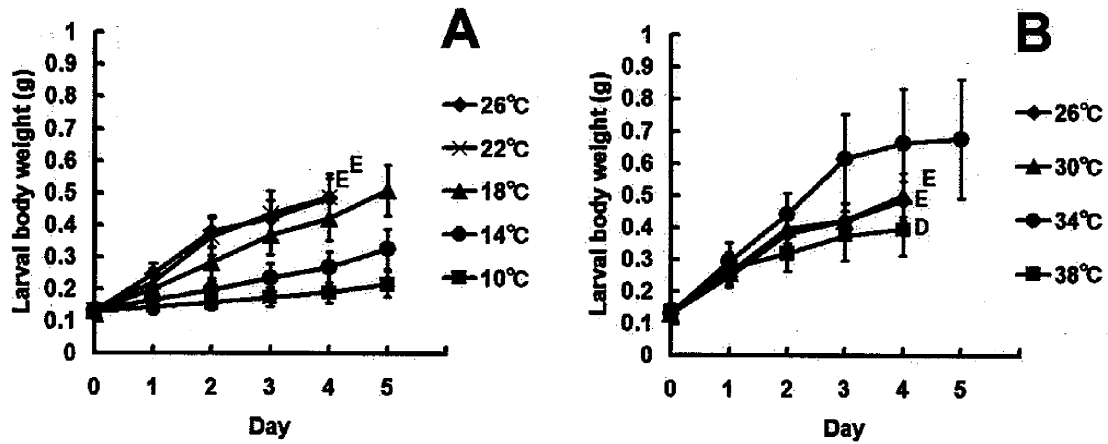 A
Larval body weight (g)
1
0.9
0.8
0.7
0.6
0.5
0.4
0.3
0.2
0.1
0
0 1 2 3 4 5
Day
E
E
26°C
22°C
18°C
14°C
10°C
B
Larval body weight (g)
1
0.9
0.8
0.7
0.6
0.5
0.4
0.3
0.2
0.1
0
0 1 2 3 4 5
Day
E
E
D
26°C
30°C
34°C
38°C